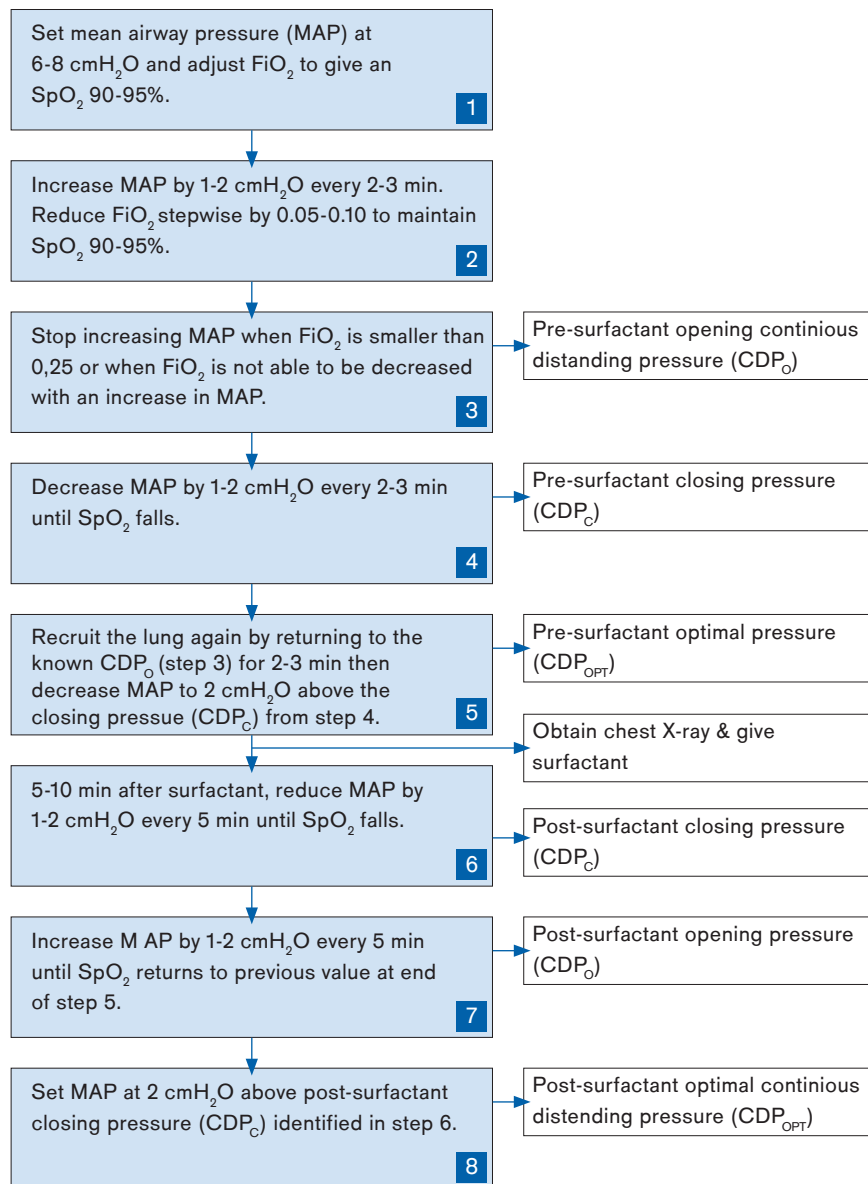 Set mean airway pressure (MAP) at
6-8 cmH₂O and adjust FiO₂ to give an
SpO₂ 90-95%.
1
Increase MAP by 1-2 cmH₂O every 2-3 min.
Reduce FiO₂ stepwise by 0.05-0.10 to maintain
SpO₂ 90-95%.
2
Stop increasing MAP when FiO₂ is smaller than
0,25 or when FiO₂ is not able to be decreased
with an increase in MAP.
3
Pre-surfactant opening continious
distanding pressure (CDP_O)
Decrease MAP by 1-2 cmH₂O every 2-3 min
until SpO₂ falls.
4
Pre-surfactant closing pressure
(CDP_C)
Recruit the lung again by returning to the
known CDP_O (step 3) for 2-3 min then
decrease MAP to 2 cmH₂O above the
closing pressue (CDP_C) from step 4.
5
Pre-surfactant optimal pressure
(CDP_OPT)
Obtain chest X-ray & give
surfactant
5-10 min after surfactant, reduce MAP by
1-2 cmH₂O every 5 min until SpO₂ falls.
6
Post-surfactant closing pressure
(CDP_C)
Increase M AP by 1-2 cmH₂O every 5 min
until SpO₂ returns to previous value at end
of step 5.
7
Post-surfactant opening pressure
(CDP_O)
Set MAP at 2 cmH₂O above post-surfactant
closing pressure (CDP_C) identified in step 6.
8
Post-surfactant optimal continious
distending pressure (CDP_OPT)